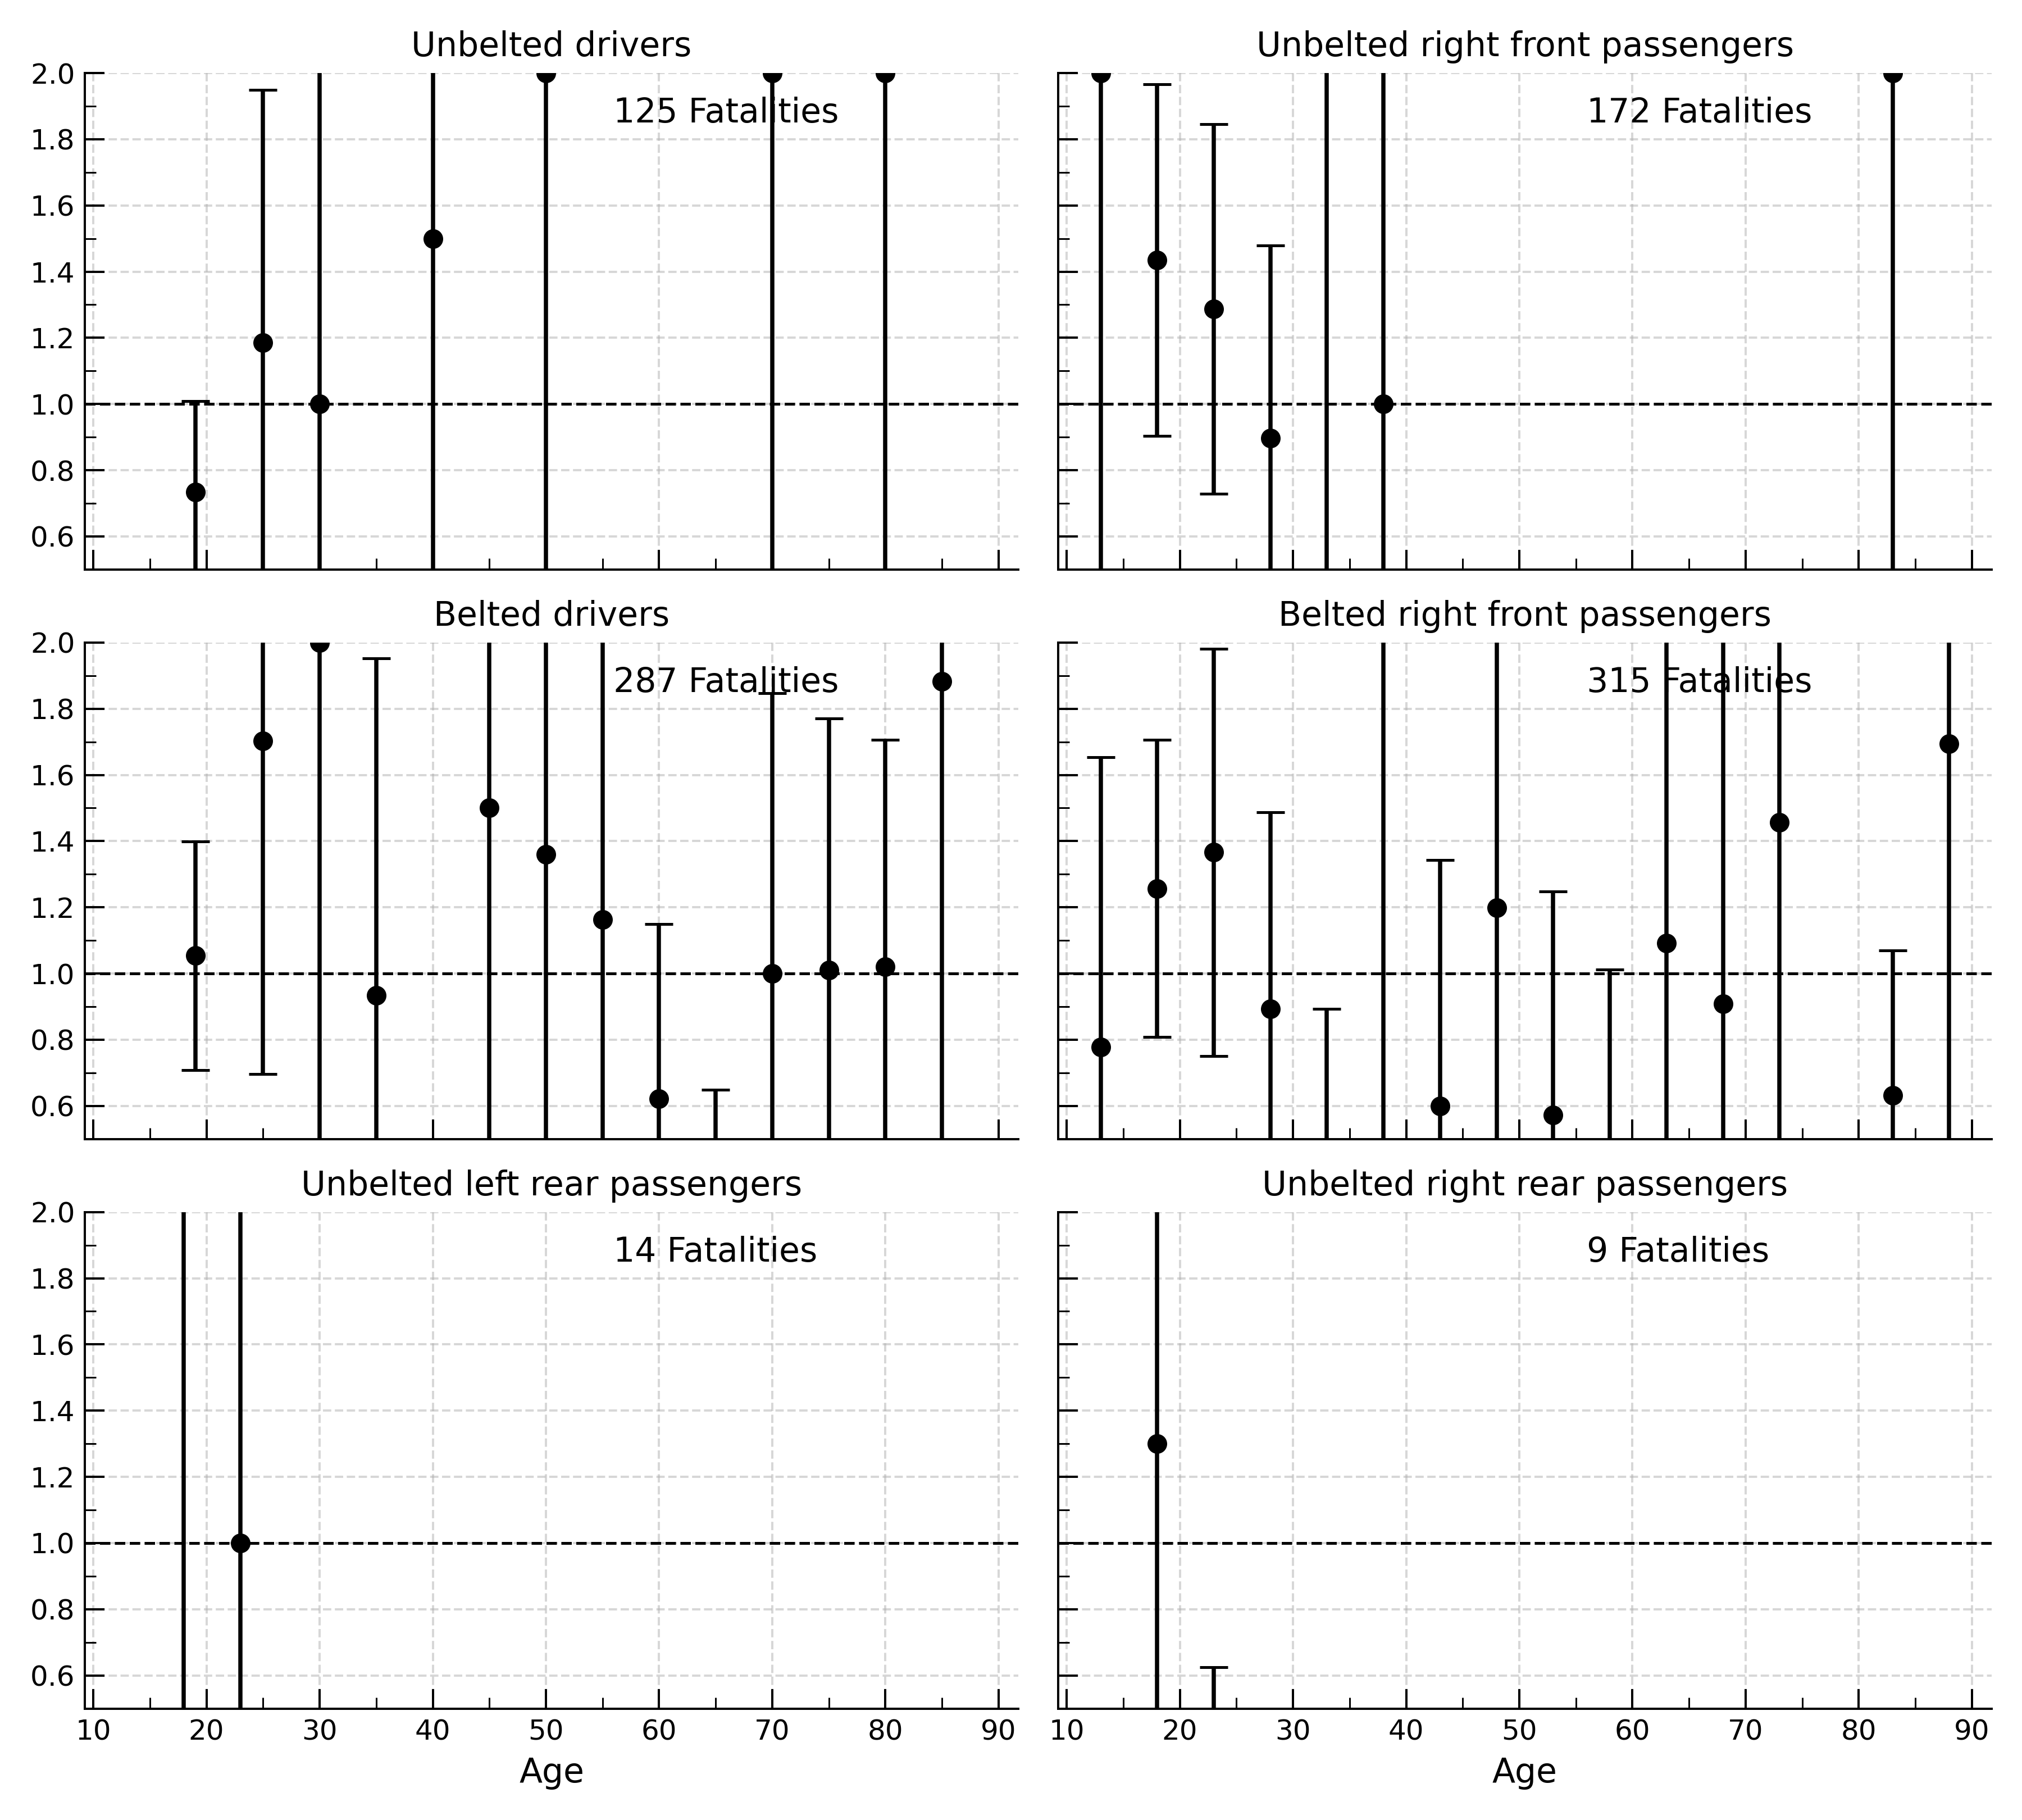 Unbelted drivers
Unbelted right front passengers
125 Fatalities
172 Fatalities
2.0
1.8
1.6
1.4
1.2
1.0
0.8
0.6
Belted drivers
Belted right front passengers
287 Fatalities
315 Fatalities
2.0
1.8
1.6
1.4
1.2
1.0
0.8
0.6
Unbelted left rear passengers
Unbelted right rear passengers
14 Fatalities
9 Fatalities
2.0
1.8
1.6
1.4
1.2
1.0
0.8
0.6
10 20 30 40 50 60 70 80 90
10 20 30 40 50 60 70 80 90
Age
Age